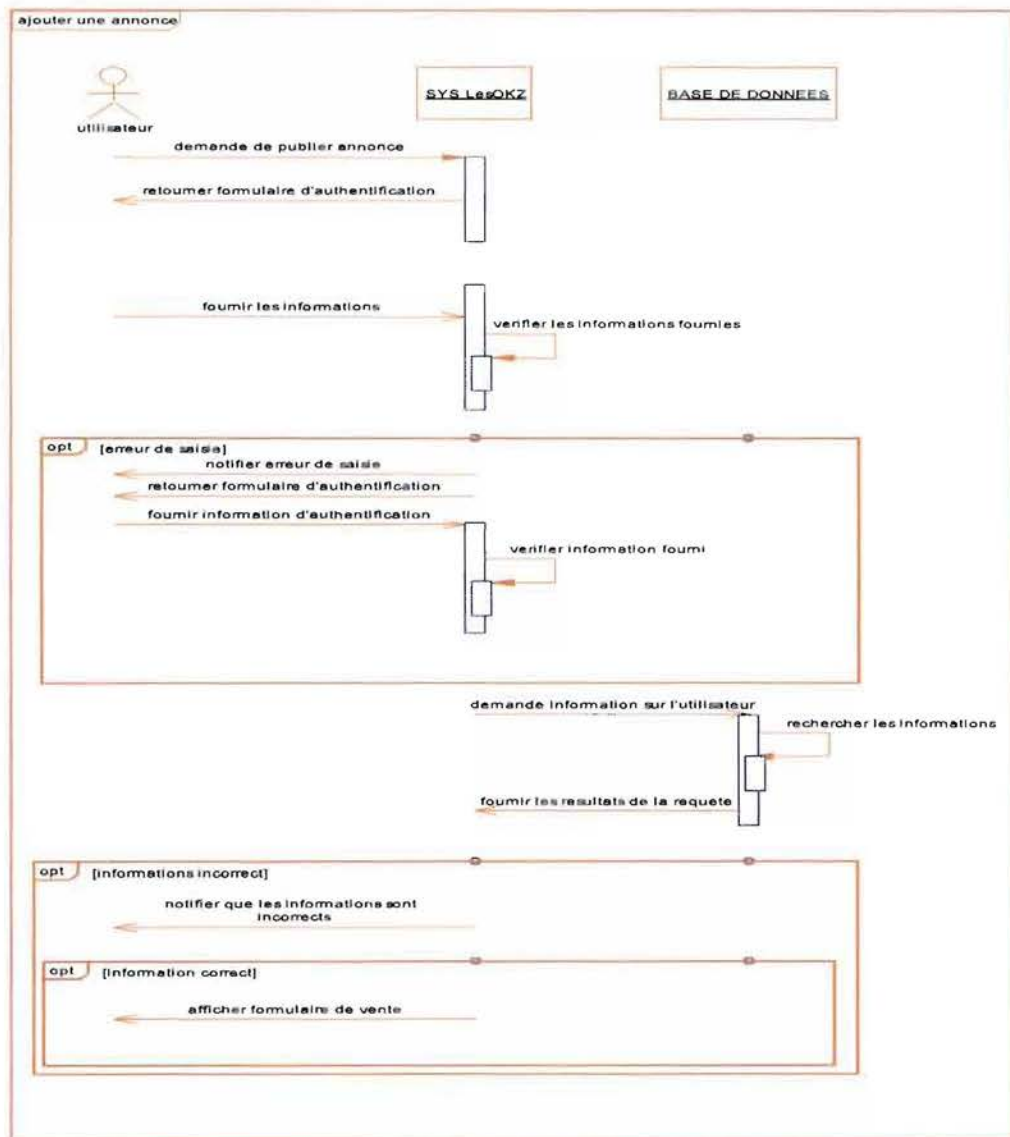 ajouter une annonce
SYS LesOKZ
BASE DE DONNEES
utilisateur
demande de publier annonce
retourner formulaire d'authentification
fournir les informations
verifier les informations fournies
opt
[erreur de saisie]
notifier erreur de saisie
retourner formulaire d'authentification
fournir information d'authentification
verifier information fourni
demande information sur l'utilisateur
rechercher les informations
fournir les resultats de la requête
opt
[informations incorrect]
notifier que les informations sont
incorrects
opt
[information correct]
afficher formulaire de vente